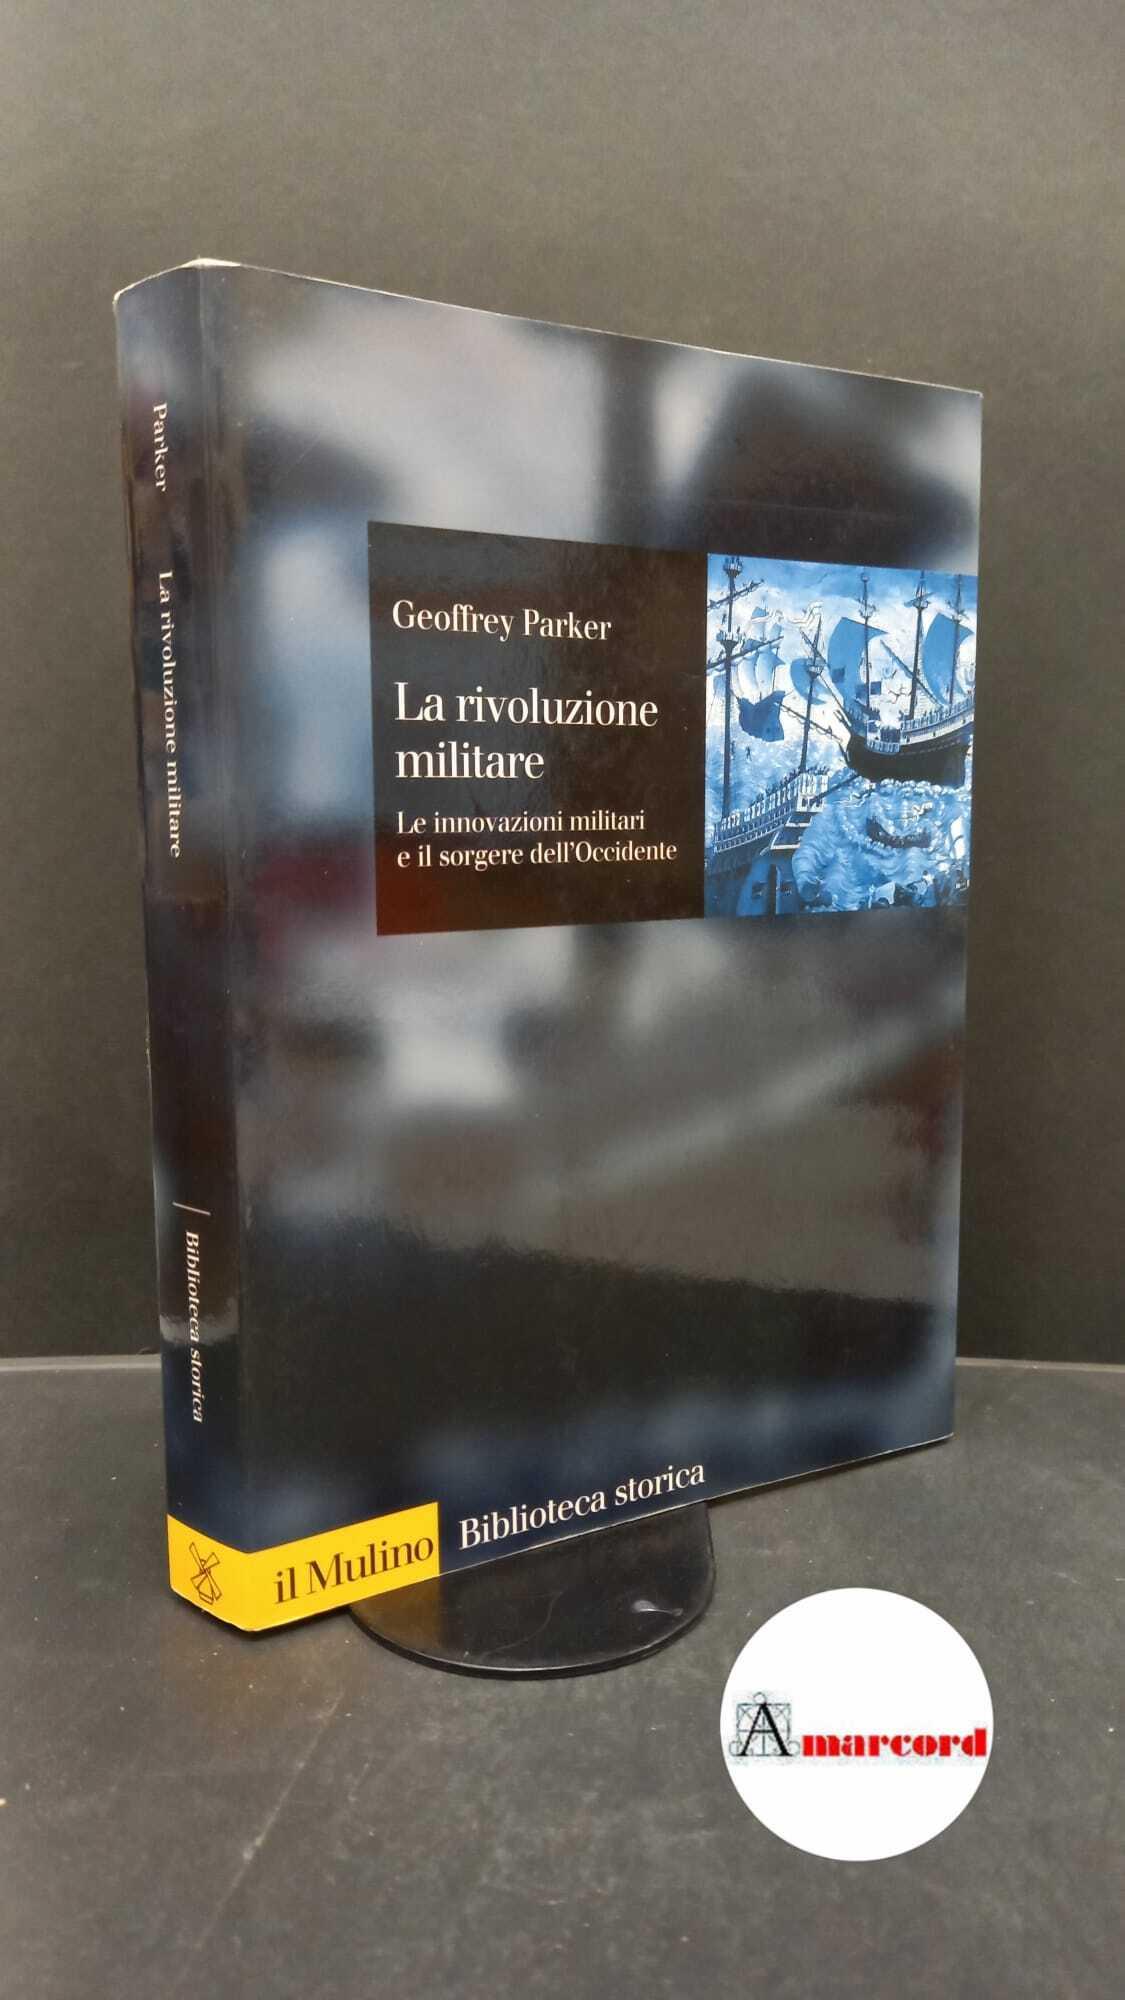 Parker La rivoluzione militare Biblioteca storica
Geoffrey Parker
La rivoluzione
militare
Le innovazioni militari
e il sorgere dell'Occidente
il Mulino
Biblioteca storica
Amarcord